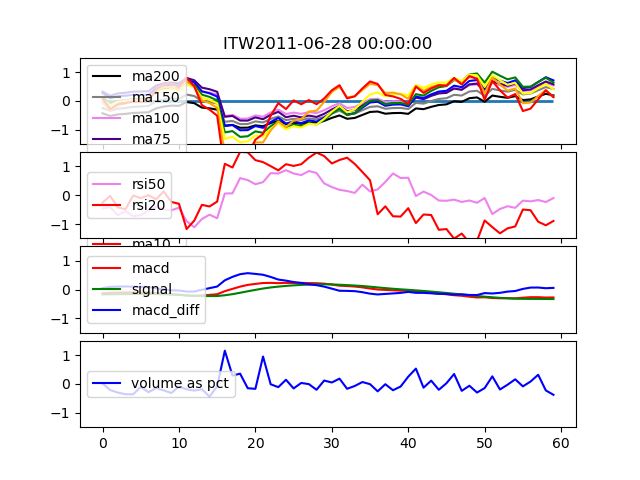 ITW2011-06-28 00:00:00
1
0
−1
ma200
ma150
ma100
ma75
1
0
−1
rsi50
rsi20
ma10
1
0
−1
macd
signal
macd_diff
1
0
−1
volume as pct
0 10 20 30 40 50 60